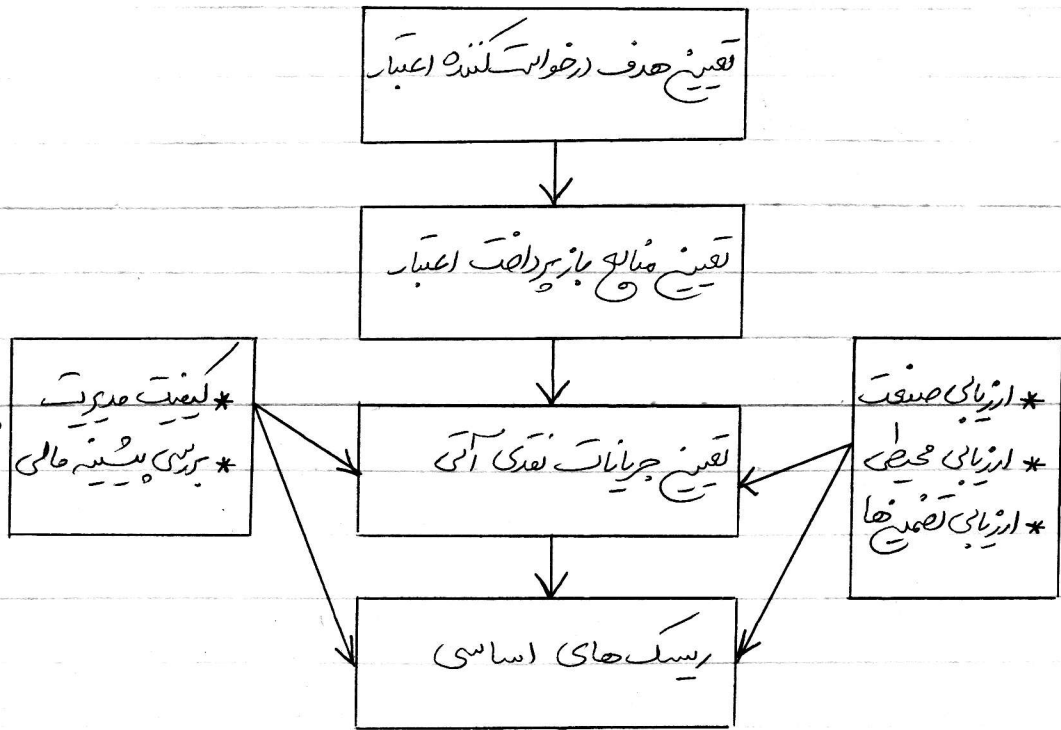 تعیین هدف درخواست‌کننده اعتبار
تعیین منابع بازپرداخت اعتبار
* ارزیابی صنعت
* ارزیابی محیطی
* ارزیابی تضمین‌ها
* کیفیت مدیریت
* بررسی پیشینه مالی
تعیین جریانات نقدی آتی
ریسک‌های اساسی